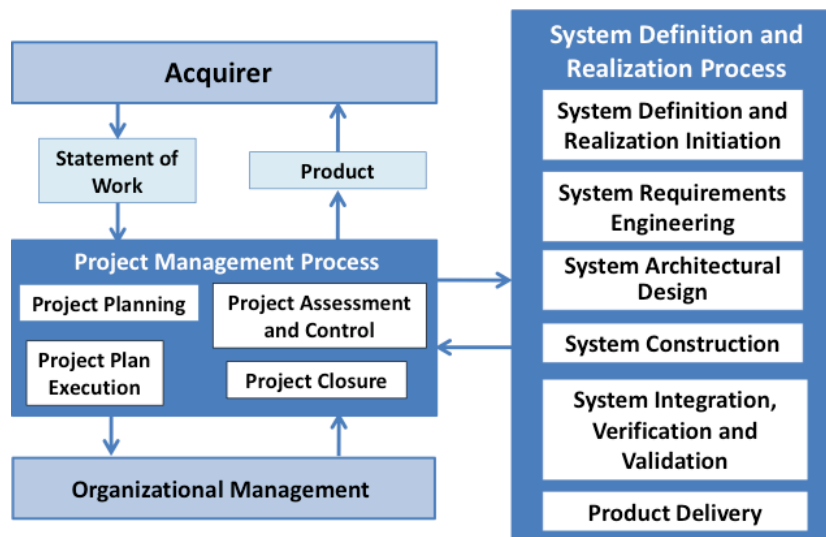 Acquirer
Statement of
Work
Product
Project Management Process
Project Planning
Project Assessment
and Control
Project Plan
Execution
Project Closure
Organizational Management
System Definition and
Realization Process
System Definition and
Realization Initiation
System Requirements
Engineering
System Architectural
Design
System Construction
System Integration,
Verification and
Validation
Product Delivery